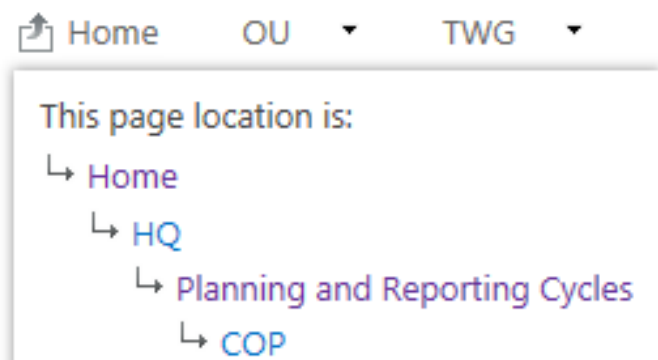 Home OU TWG
This page location is:
Home
HQ
Planning and Reporting Cycles
COP